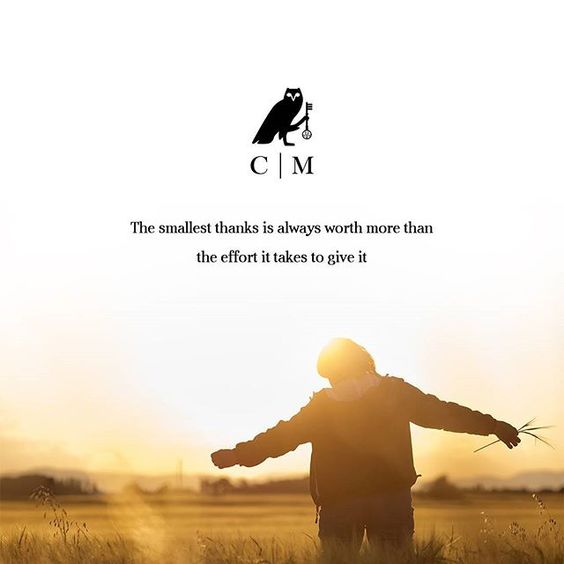 C | M
The smallest thanks is always worth more than
the effort it takes to give it